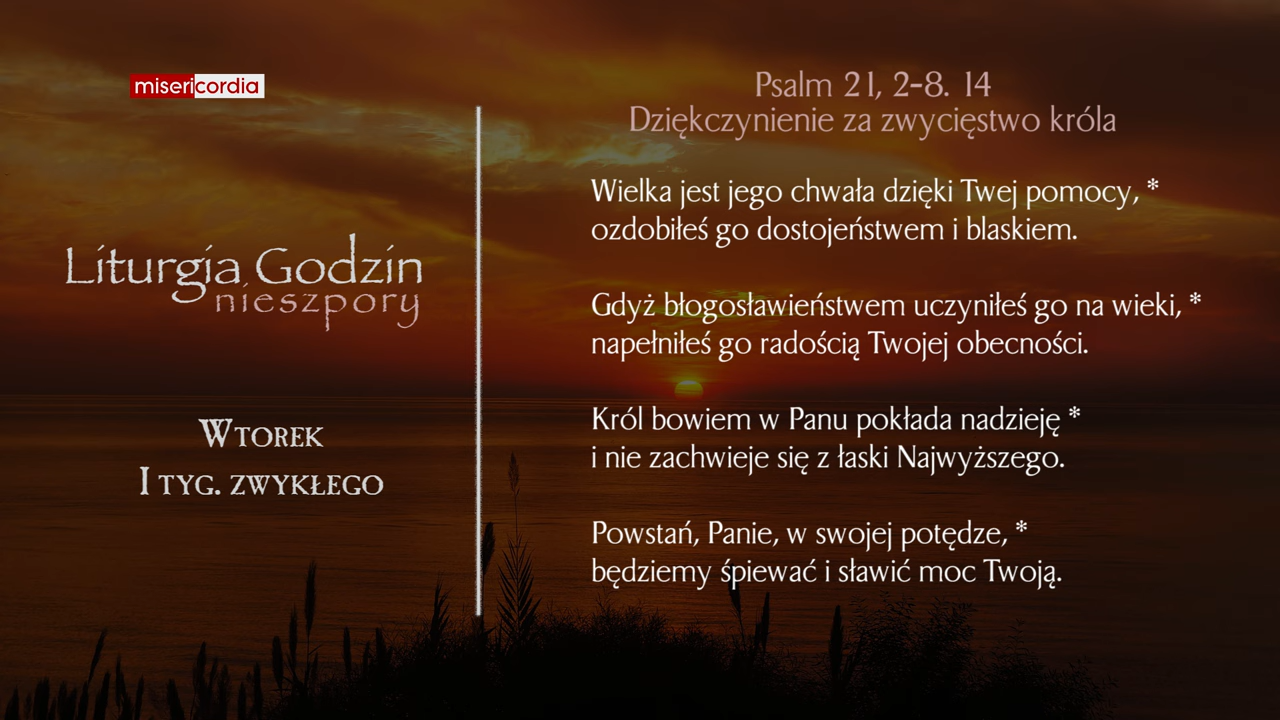 misericordia
Liturgia Godzin
nieszpory
Wtorek
I tyg. zwykłego
Psalm 21, 2-8. 14
Dziękczynienie za zwycięstwo króla
Wielka jest jego chwała dzięki Twej pomocy, *
ozdobiłeś go dostojeństwem i blaskiem.
Gdyż błogosławieństwem uczyniłeś go na wieki, *
napełniłeś go radością Twojej obecności.
Król bowiem w Panu pokłada nadzieję *
i nie zachwieje się z łaski Najwyższego.
Powstań, Panie, w swojej potędze, *
będziemy śpiewać i sławić moc Twoją.